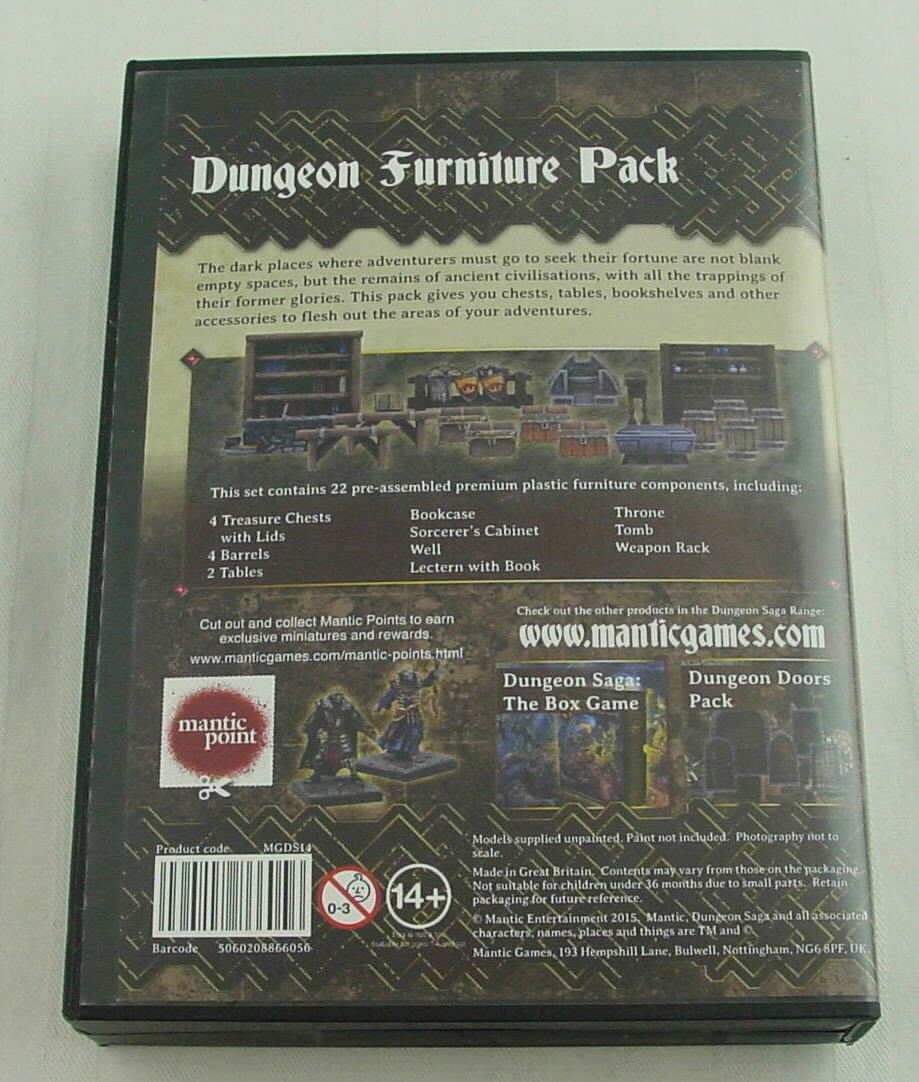 Dungeon Furniture Pack
The dark places where adventurers must go to seek their fortune are not blank
empty spaces, but the remains of ancient civilisations, with all the trappings of
their former glories. This pack gives you chests, tables, bookshelves and other
accessories to flesh out the areas of your adventures.
This set contains 22 pre-assembled premium plastic furniture components, including:
4 Treasure Chests
with Lids
4 Barrels
2 Tables
Bookcase
Sorcerer's Cabinet
Well
Lectern with Book
Throne
Tomb
Weapon Rack
Cut out and collect Mantic Points to earn
exclusive miniatures and rewards.
www.manticgames.com/mantic-points.html
mantic
point
Check out the other products in the Dungeon Saga Range:
www.manticgames.com
Dungeon Saga:
The Box Game
Dungeon Doors
Pack
Product code MGDS14
Barcode 5060208866056
0-3
14+
Models supplied unpainted. Paint not included. Photography not to
scale.
Made in Great Britain. Contents may vary from those on the packaging.
Not suitable for children under 36 months due to small parts. Retain
packaging for future reference.
© Mantic Entertainment 2015, Mantic, Dungeon Saga and all associated
characters, names, places and things are TM and ©.
Mantic Games, 193 Hempshill Lane, Bulwell, Nottingham, NG6 8PF, UK.